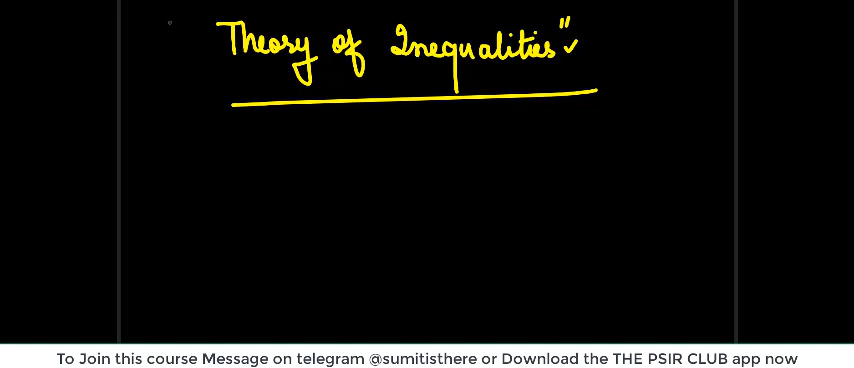 Theory of Inequalities"
To Join this course Message on telegram @sumitisthere or Download the THE PSIR CLUB app now